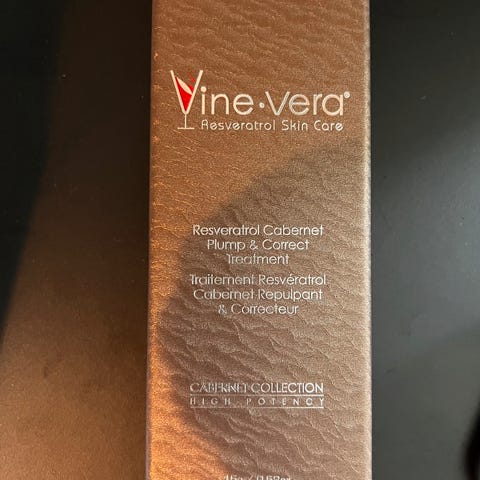 Vine•vera®
Resveratrol Skin Care
Resveratrol Cabernet
Plump & Correct
Treatment
Traitement Resvératrol
Cabernet Repulpant
& Correcteur
CABERNET COLLECTION
HIGH POTENCY